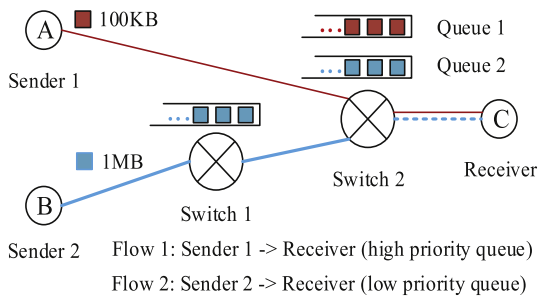 A
100KB
Queue 1
Sender 1
Queue 2
C
1MB
Switch 2
Receiver
B
Switch 1
Sender 2
Flow 1: Sender 1 -> Receiver (high priority queue)
Flow 2: Sender 2 -> Receiver (low priority queue)